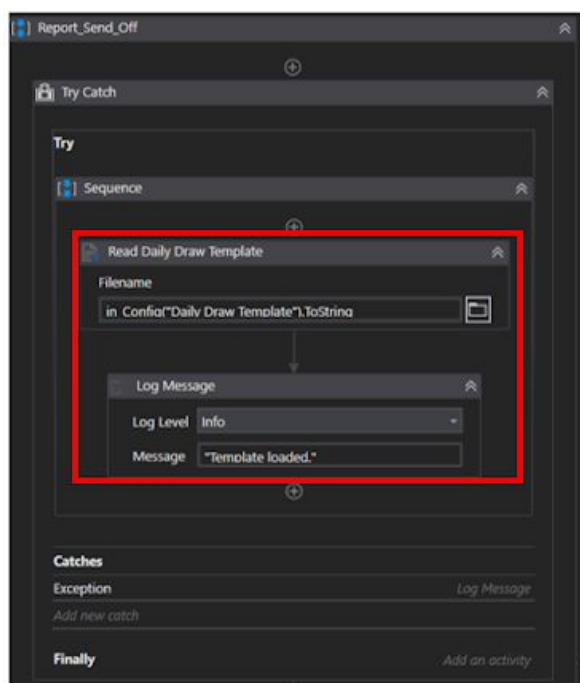 Report_Send_Off
Try Catch
Try
Sequence
Read Daily Draw Template
Filename
in_Config("Daily Draw Template").ToString
Log Message
Log Level Info
Message "Template loaded."
Catches
Exception Log Message
Add new catch
Finally Add an activity